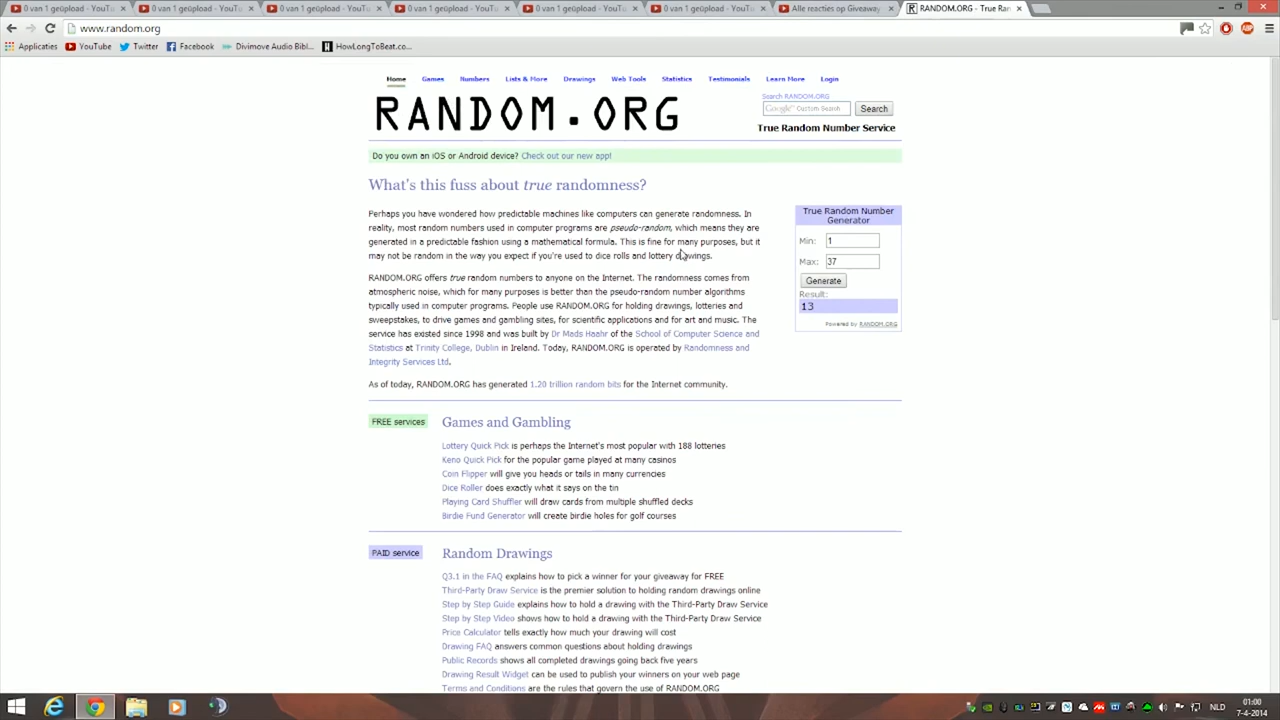 0 van 1 geüpload - YouTu
0 van 1 geüpload - YouTu
0 van 1 geüpload - YouTu
0 van 1 geüpload - YouTu
0 van 1 geüpload - YouTu
0 van 1 geüpload - YouTu
Alle reacties op Giveaway
RANDOM.ORG - True Ran
www.random.org
Applicaties
YouTube
Twitter
Facebook
Divimove Audio Bibl...
HowLongToBeat.co...
Home
Games
Numbers
Lists & More
Drawings
Web Tools
Statistics
Testimonials
Learn More
Login
Search RANDOM.ORG
RANDOM.ORG
Google™ Custom Search
Search
True Random Number Service
Do you own an iOS or Android device? Check out our new app!
What's this fuss about true randomness?
Perhaps you have wondered how predictable machines like computers can generate randomness. In
reality, most random numbers used in computer programs are pseudo-random, which means they are
generated in a predictable fashion using a mathematical formula. This is fine for many purposes, but it
may not be random in the way you expect if you're used to dice rolls and lottery drawings.
RANDOM.ORG offers true random numbers to anyone on the Internet. The randomness comes from
atmospheric noise, which for many purposes is better than the pseudo-random number algorithms
typically used in computer programs. People use RANDOM.ORG for holding drawings, lotteries and
sweepstakes, to drive games and gambling sites, for scientific applications and for art and music. The
service has existed since 1998 and was built by Dr Mads Haahr of the School of Computer Science and
Statistics at Trinity College, Dublin in Ireland. Today, RANDOM.ORG is operated by Randomness and
Integrity Services Ltd.
As of today, RANDOM.ORG has generated 1.20 trillion random bits for the Internet community.
True Random Number
Generator
Min: 1
Max: 37
Generate
Result:
13
Powered by RANDOM.ORG
FREE services
Games and Gambling
Lottery Quick Pick is perhaps the Internet's most popular with 188 lotteries
Keno Quick Pick for the popular game played at many casinos
Coin Flipper will give you heads or tails in many currencies
Dice Roller does exactly what it says on the tin
Playing Card Shuffler will draw cards from multiple shuffled decks
Birdie Fund Generator will create birdie holes for golf courses
PAID service
Random Drawings
Q3.1 in the FAQ explains how to pick a winner for your giveaway for FREE
Third-Party Draw Service is the premier solution to holding random drawings online
Step by Step Guide explains how to hold a drawing with the Third-Party Draw Service
Step by Step Video shows how to hold a drawing with the Third-Party Draw Service
Price Calculator tells exactly how much your drawing will cost
Drawing FAQ answers common questions about holding drawings
Public Records shows all completed drawings going back five years
Drawing Result Widget can be used to publish your winners on your web page
Terms and Conditions are the rules that govern the use of RANDOM.ORG
NLD
01:00
7-4-2014